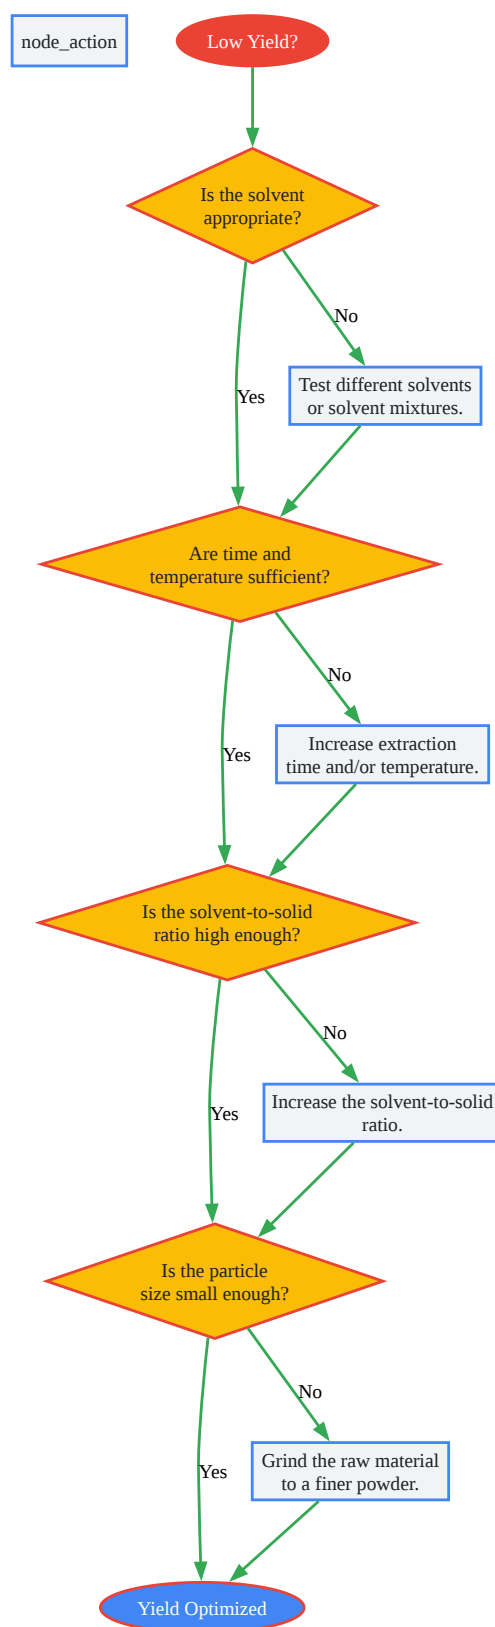 node_action
Low Yield?
Is the solvent
appropriate?
No
Yes
Test different solvents
or solvent mixtures.
Are time and
temperature sufficient?
No
Yes
Increase extraction
time and/or temperature.
Is the solvent-to-solid
ratio high enough?
No
Yes
Increase the solvent-to-solid
ratio.
Is the particle
size small enough?
No
Yes
Grind the raw material
to a finer powder.
Yield Optimized